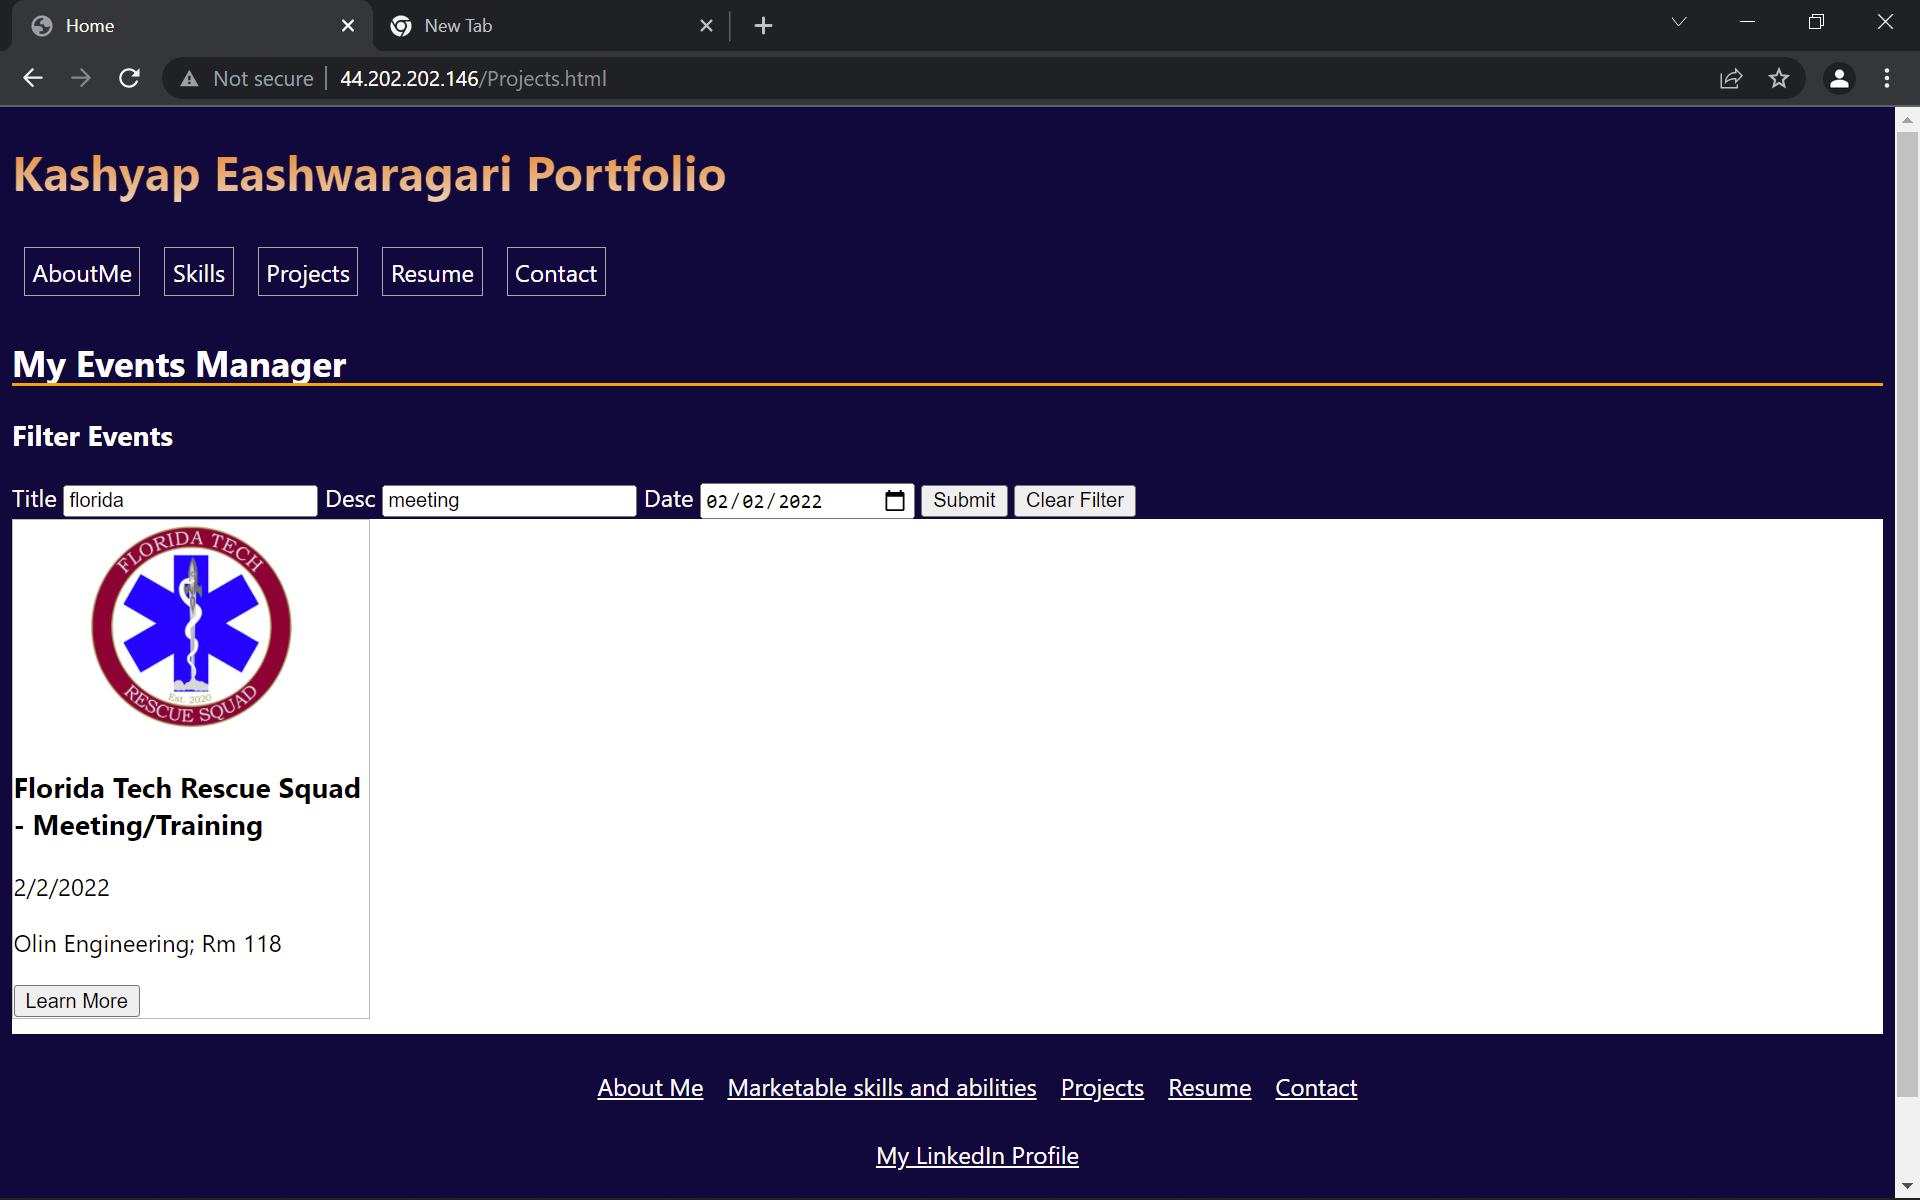 Home
New Tab
Not secure
44.202.202.146/Projects.html
Kashyap Eashwaragari Portfolio
AboutMe Skills Projects Resume Contact
My Events Manager
Filter Events
Title florida Desc meeting Date 02/02/2022 Submit Clear Filter
FLORIDA TECH
Est. 2020
RESCUE SQUAD
Florida Tech Rescue Squad
- Meeting/Training
2/2/2022
Olin Engineering; Rm 118
Learn More
About Me Marketable skills and abilities Projects Resume Contact
My LinkedIn Profile